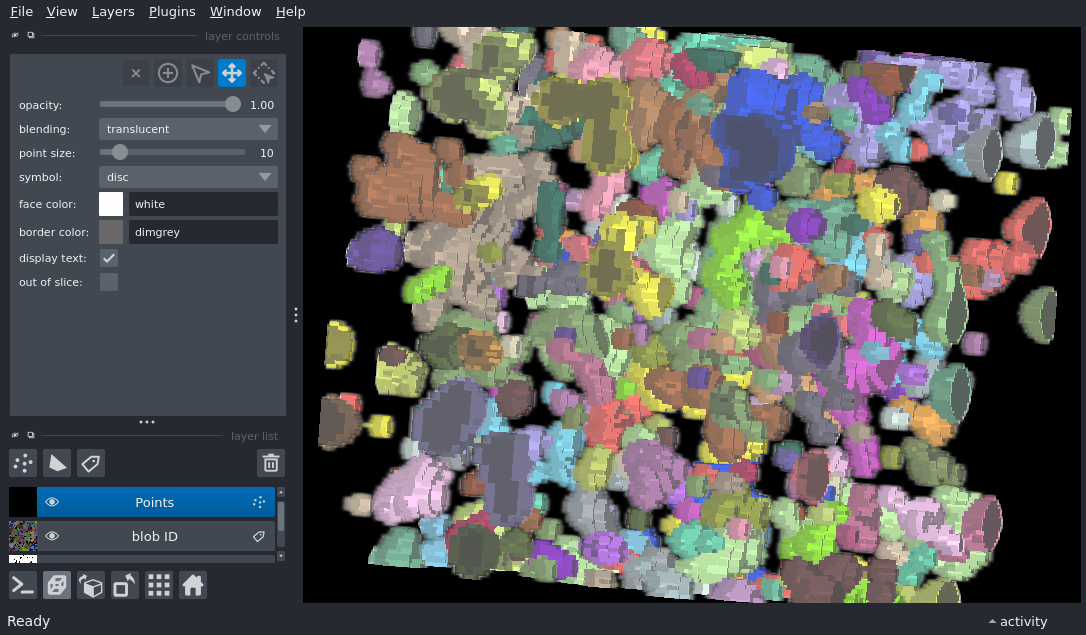 File View Layers Plugins Window Help
layer controls
opacity: 1.00
blending: translucent
point size: 10
symbol: disc
face color: white
border color: dimgrey
display text:
out of slice:
layer list
Points
blob ID
Ready
activity